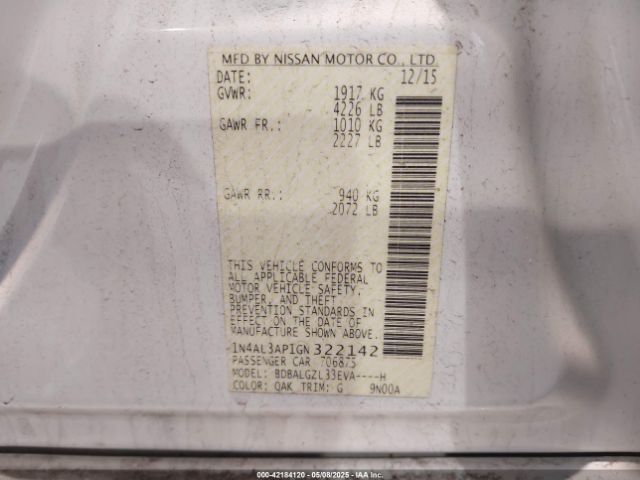 MFD BY NISSAN MOTOR CO., LTD.
DATE: 12/15
GVWR: 1917 KG
4226 LB
GAWR FR.: 1010 KG
2227 LB
GAWR RR.: 940 KG
2072 LB
THIS VEHICLE CONFORMS TO
ALL APPLICABLE FEDERAL
MOTOR VEHICLE SAFETY,
BUMPER, AND THEFT
PREVENTION STANDARDS IN
EFFECT ON THE DATE OF
MANUFACTURE SHOWN ABOVE.
1N4AL3AP1GN322142
PASSENGER CAR 706875
MODEL: BDBALGZL33EVA----H
COLOR: QAK TRIM: G 9N00A
000-42184120 - 05/08/2025 - IAA, Inc.